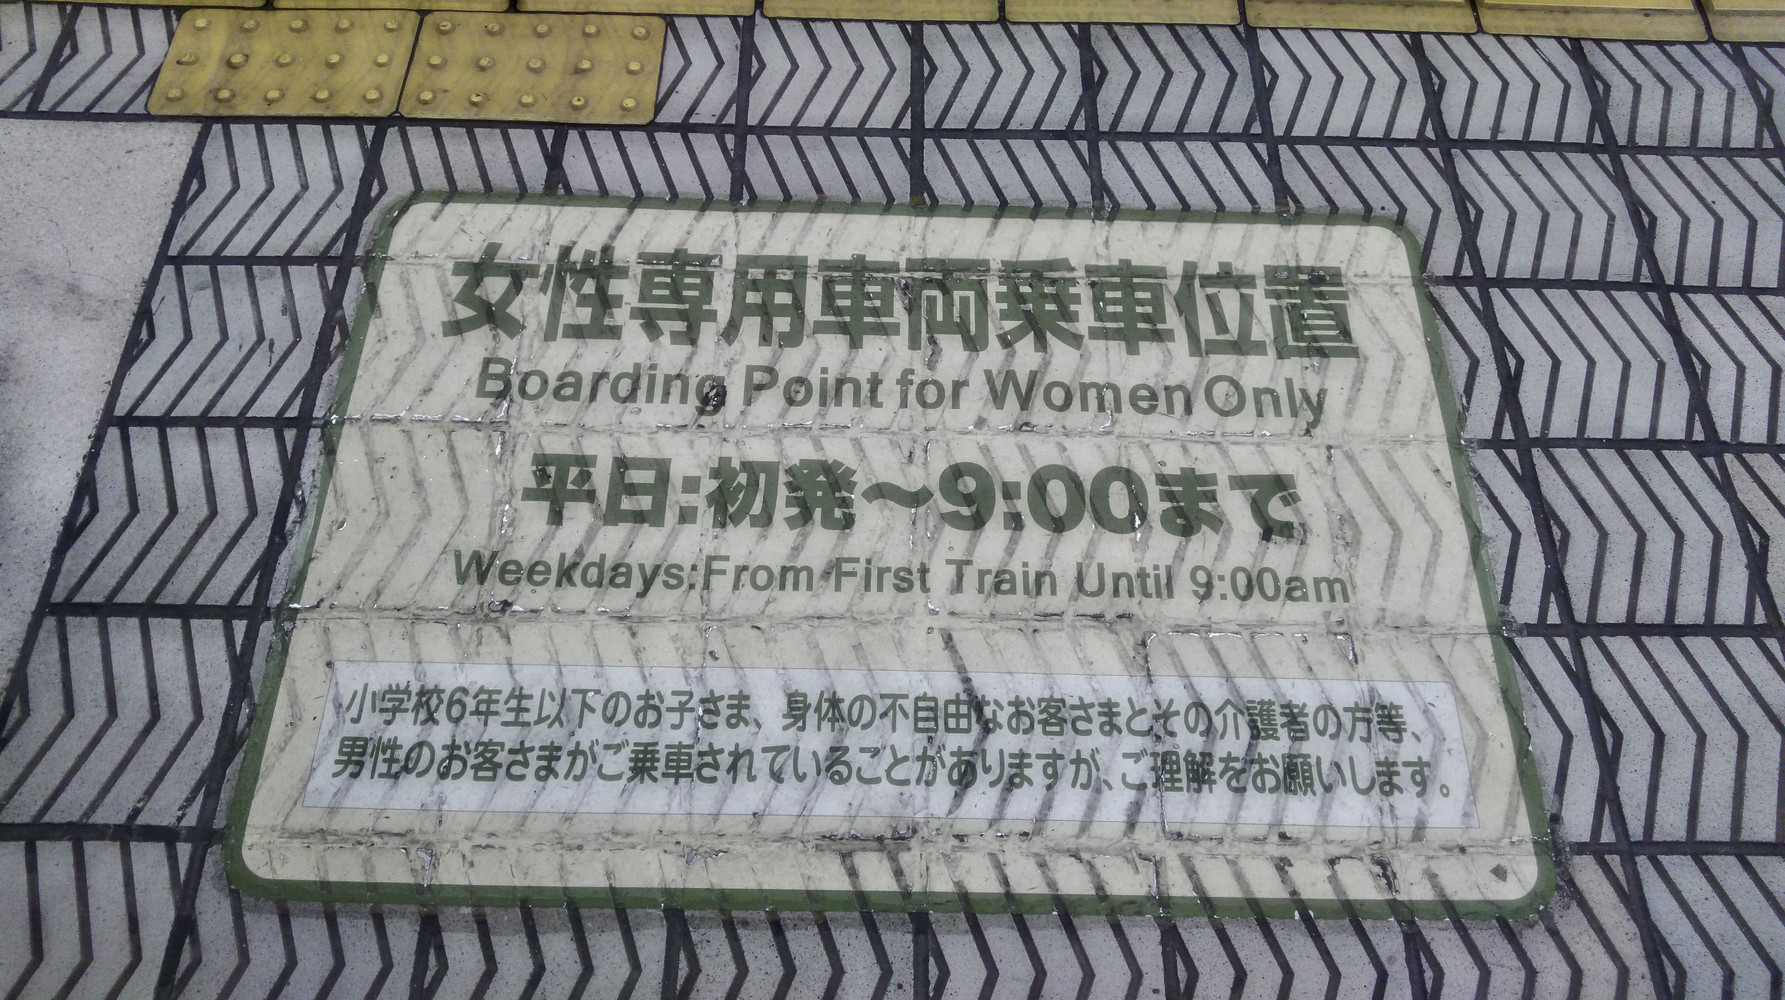 女性専用車両乗車位置
Boarding Point for Women Only
平日:初発～9:00まで
Weekdays:From First Train Until 9:00am
小学校6年生以下のお子さま、身体の不自由なお客さまとその介護者の方等、
男性のお客さまがご乗車されていることがありますが、ご理解をお願いします。